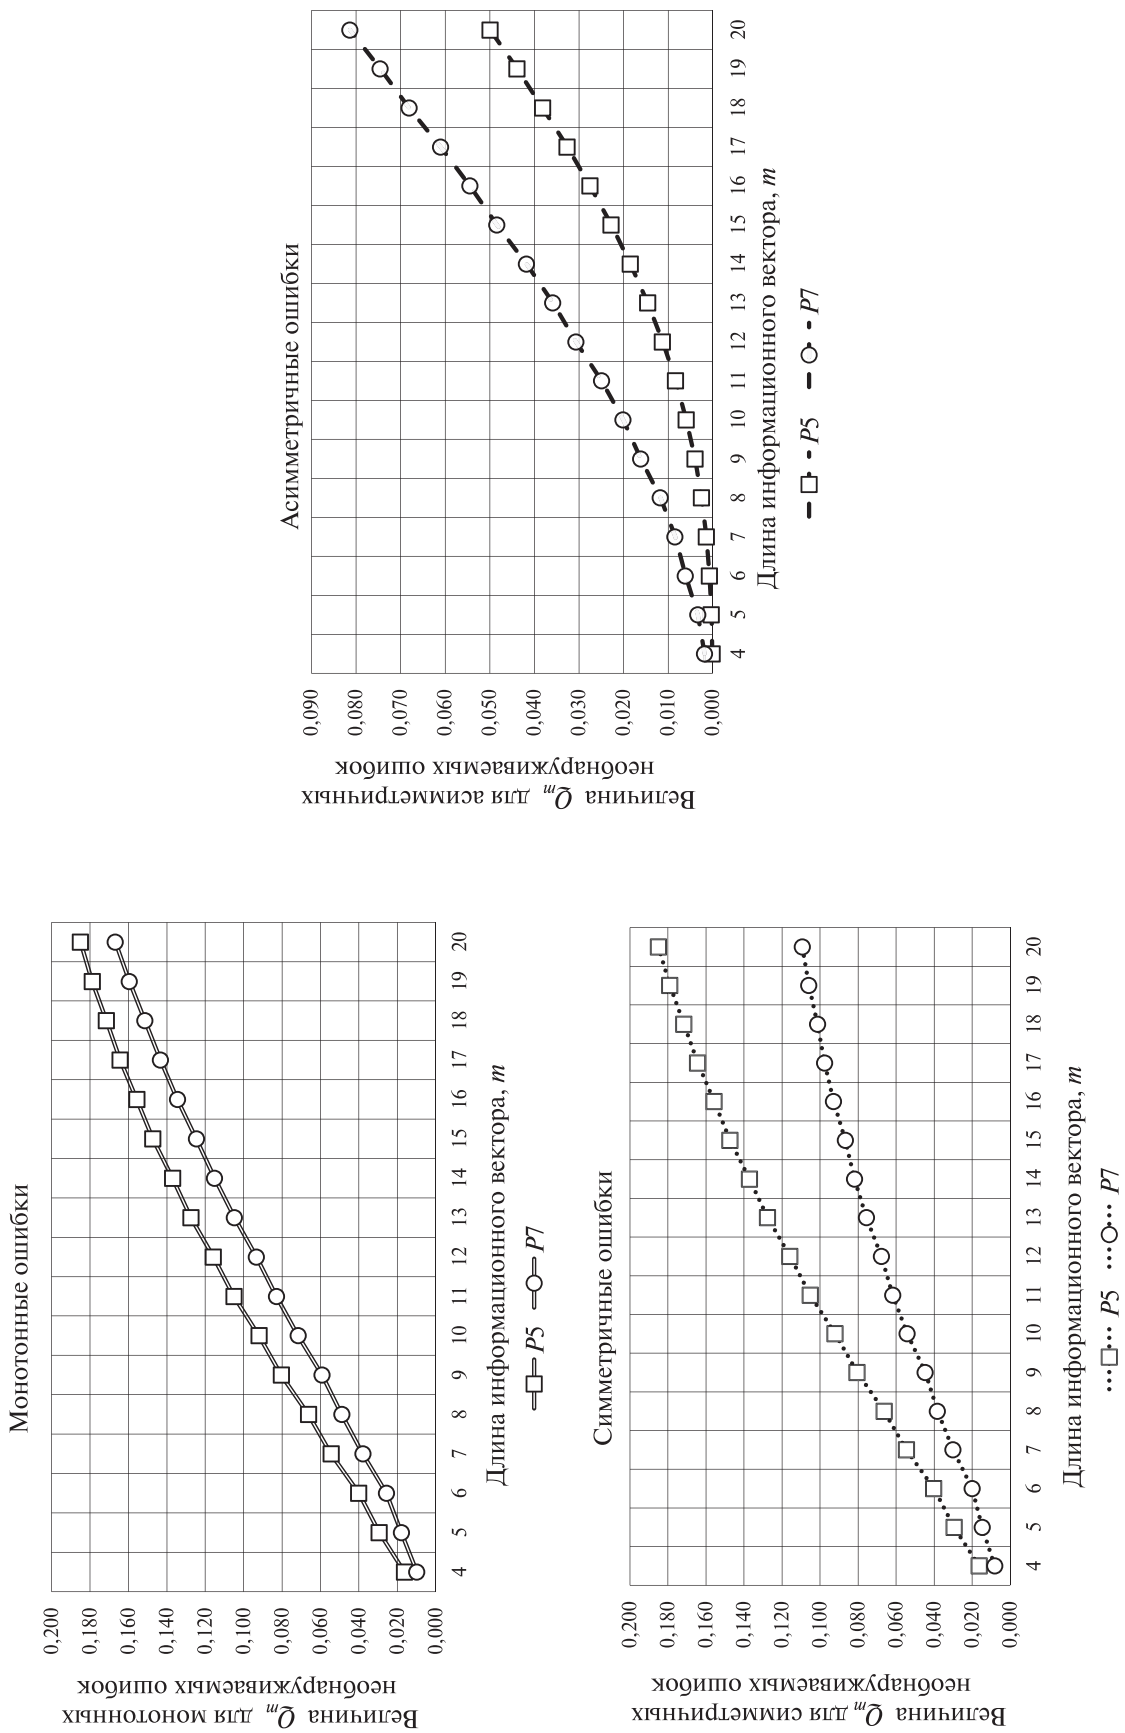 Монотонные ошибки
Величина Qm для монотонных
необнаруживаемых ошибок
0,200
0,180
0,160
0,140
0,120
0,100
0,080
0,060
0,040
0,020
0,000
4 5 6 7 8 9 10 11 12 13 14 15 16 17 18 19 20
Длина информационного вектора, m
P5 P7
Асимметричные ошибки
Величина Qm для асимметричных
необнаруживаемых ошибок
0,090
0,080
0,070
0,060
0,050
0,040
0,030
0,020
0,010
0,000
4 5 6 7 8 9 10 11 12 13 14 15 16 17 18 19 20
Длина информационного вектора, m
P5 P7
Симметричные ошибки
Величина Qm для симметричных
необнаруживаемых ошибок
0,200
0,180
0,160
0,140
0,120
0,100
0,080
0,060
0,040
0,020
0,000
4 5 6 7 8 9 10 11 12 13 14 15 16 17 18 19 20
Длина информационного вектора, m
P5 P7